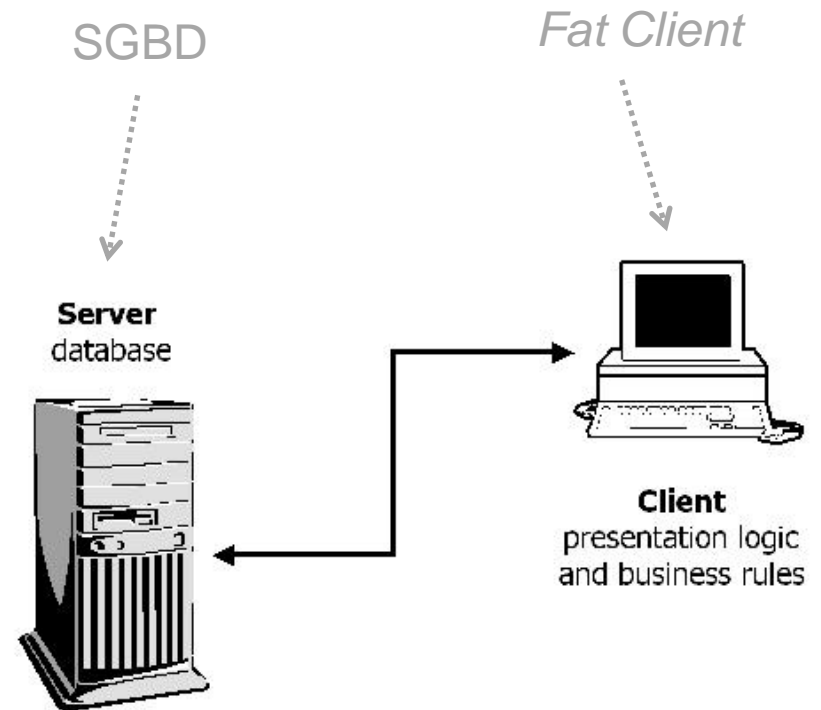 SGBD
Fat Client
Server
database
Client
presentation logic
and business rules